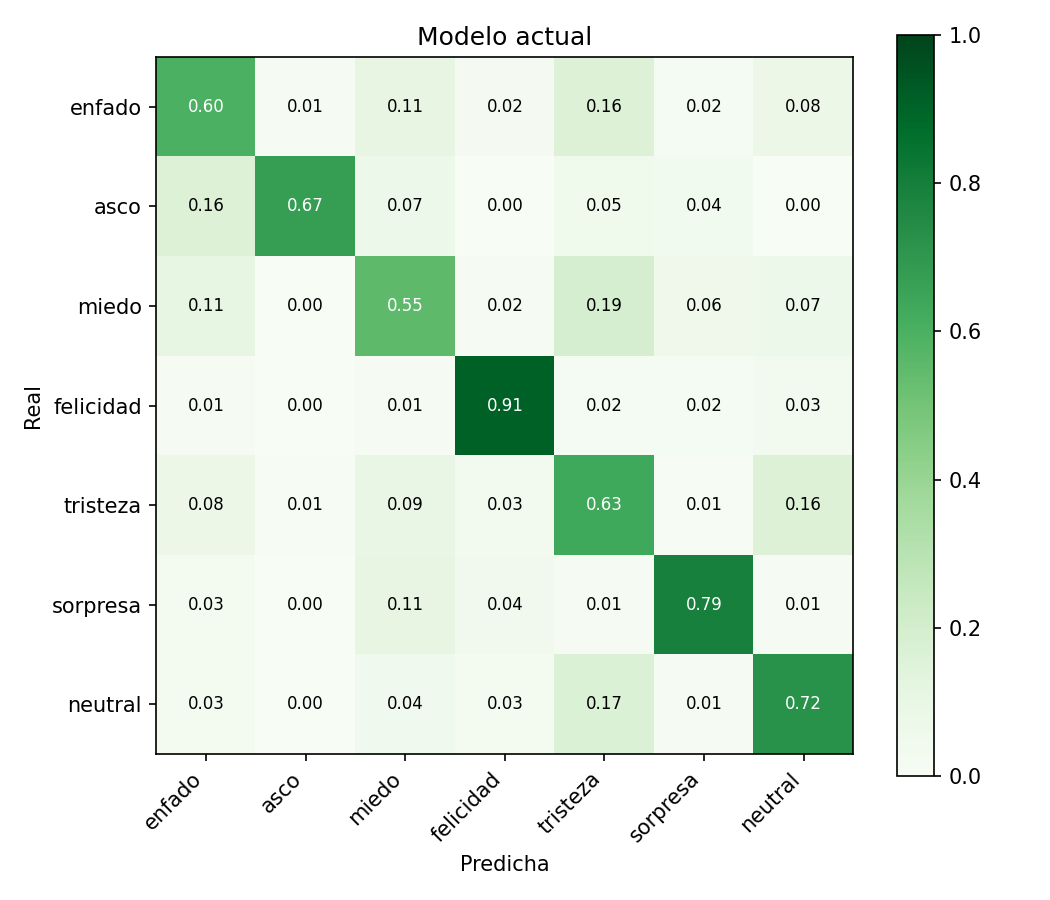 Modelo actual
1.0
enfado 0.60 0.01 0.11 0.02 0.16 0.02 0.08
0.8
asco 0.16 0.67 0.07 0.00 0.05 0.04 0.00
miedo 0.11 0.00 0.55 0.02 0.19 0.06 0.07
0.6
Real
felicidad 0.01 0.00 0.01 0.91 0.02 0.02 0.03
0.4
tristeza 0.08 0.01 0.09 0.03 0.63 0.01 0.16
sorpresa 0.03 0.00 0.11 0.04 0.01 0.79 0.01
0.2
neutral 0.03 0.00 0.04 0.03 0.17 0.01 0.72
0.0
enfado asco miedo felicidad tristeza sorpresa neutral
Predicha